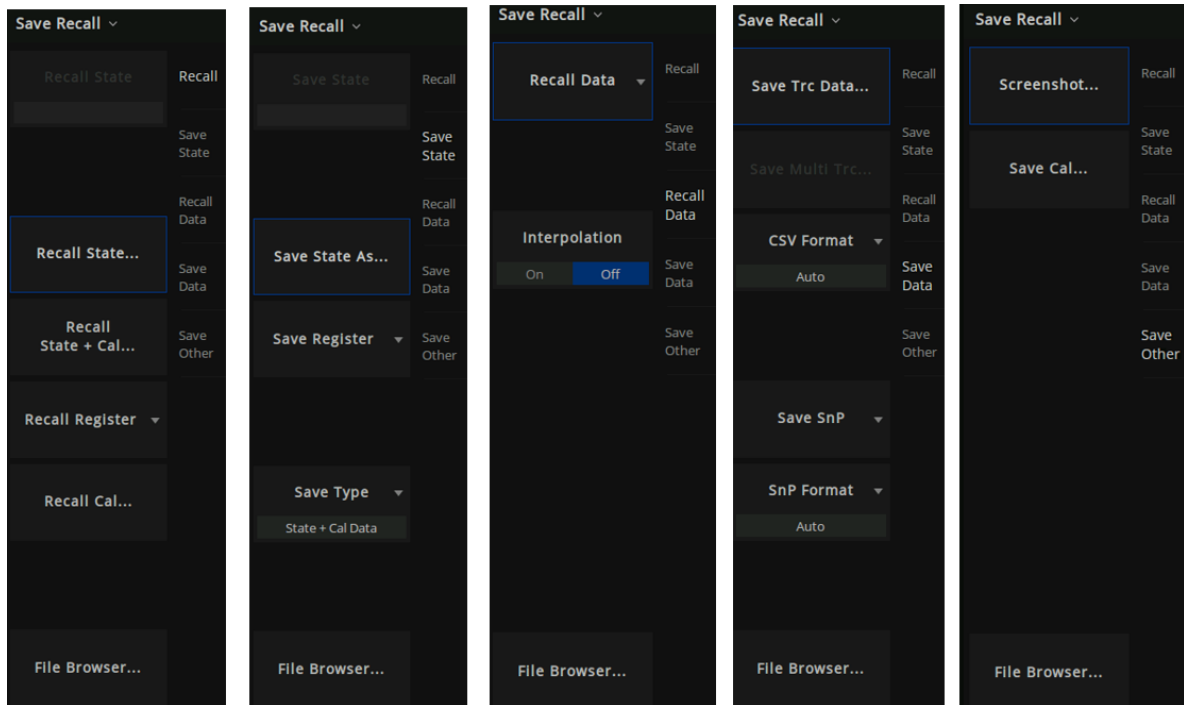 Save Recall
Recall State
Recall
Save
State
Recall
Data
Recall State...
Save
Data
Recall
State + Cal...
Save
Other
Recall Register
Recall Cal...
File Browser...
Save Recall
Save State
Recall
Save
State
Recall
Data
Save State As...
Save
Data
Save Register
Save
Other
Save Type
State + Cal Data
File Browser...
Save Recall
Recall Data
Recall
Save
State
Recall
Data
Interpolation
On Off
Save
Data
Save
Other
File Browser...
Save Recall
Save Trc Data...
Recall
Save
State
Save Multi Trc...
Recall
Data
CSV Format
Auto
Save
Data
Save
Other
Save SnP
SnP Format
Auto
File Browser...
Save Recall
Screenshot...
Recall
Save
State
Save Cal...
Recall
Data
Save
Data
Save
Other
File Browser...